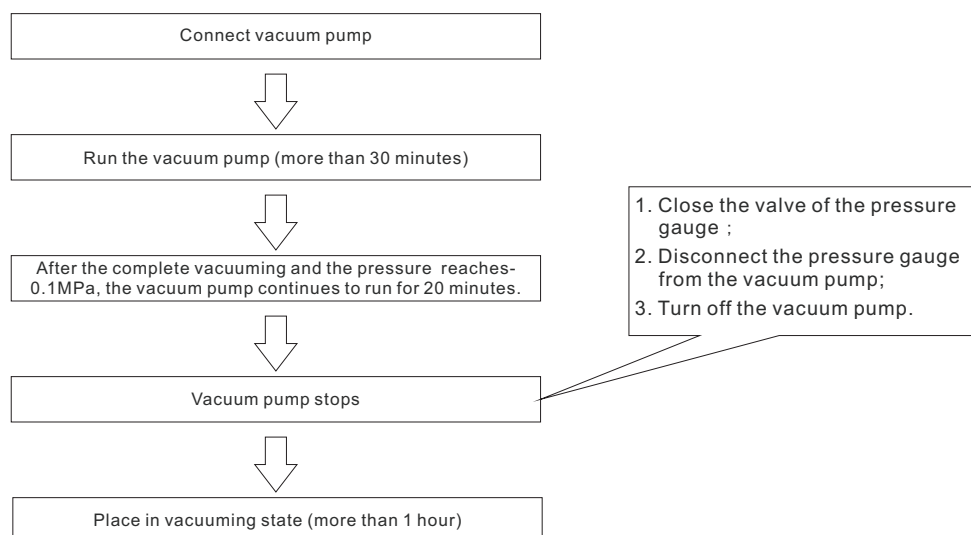 Connect vacuum pump
Run the vacuum pump (more than 30 minutes)
After the complete vacuuming and the pressure reaches-
0.1MPa, the vacuum pump continues to run for 20 minutes.
Vacuum pump stops
1. Close the valve of the pressure
gauge ;
2. Disconnect the pressure gauge
from the vacuum pump;
3. Turn off the vacuum pump.
Place in vacuuming state (more than 1 hour)